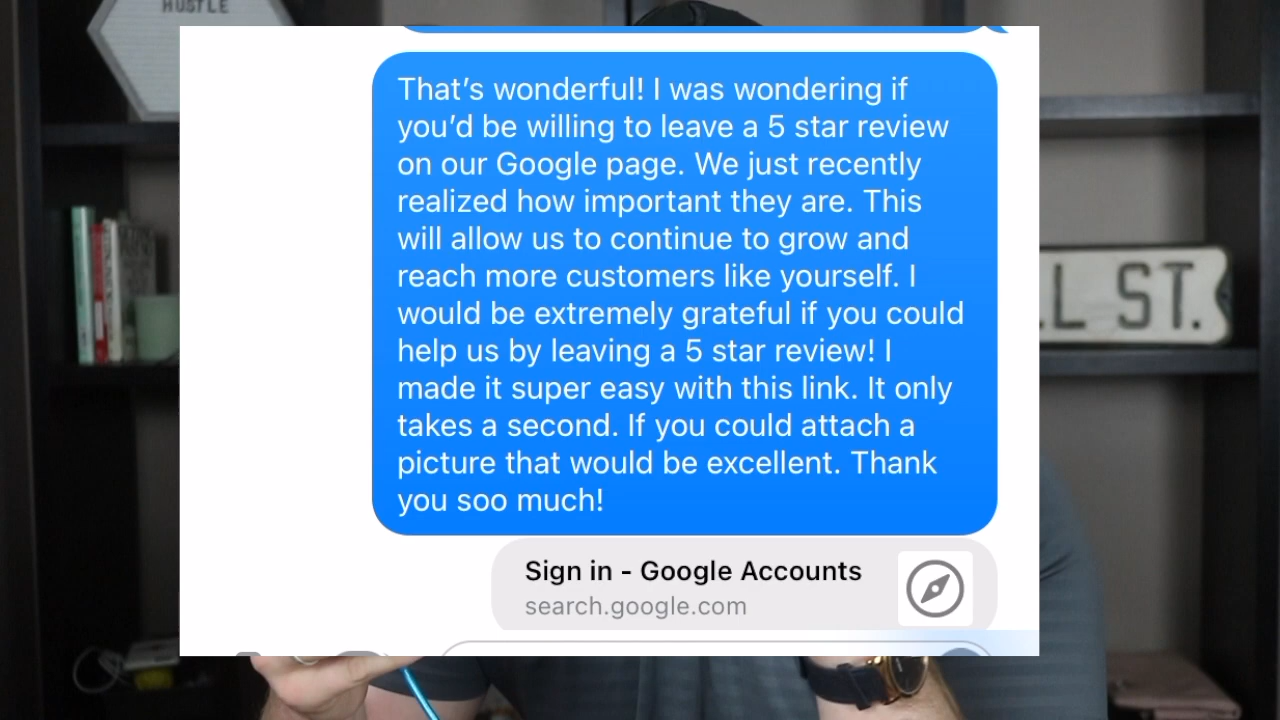 HUSTLE
That's wonderful! I was wondering if
you'd be willing to leave a 5 star review
on our Google page. We just recently
realized how important they are. This
will allow us to continue to grow and
reach more customers like yourself. I
would be extremely grateful if you could
help us by leaving a 5 star review! I
made it super easy with this link. It only
takes a second. If you could attach a
picture that would be excellent. Thank
you soo much!
Sign in - Google Accounts
search.google.com
LL ST.